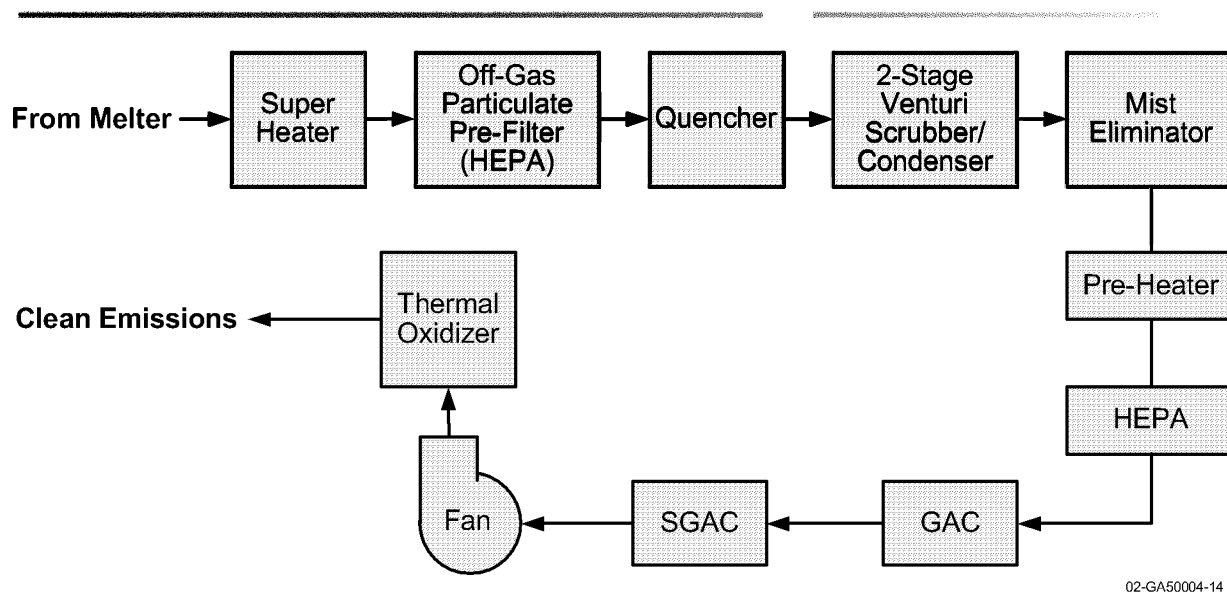 From Melter
Super
Heater
Off-Gas
Particulate
Pre-Filter
(HEPA)
Quencher
2-Stage
Venturi
Scrubber/
Condenser
Mist
Eliminator
Pre-Heater
HEPA
GAC
SGAC
Fan
Thermal
Oxidizer
Clean Emissions
02-GA50004-14